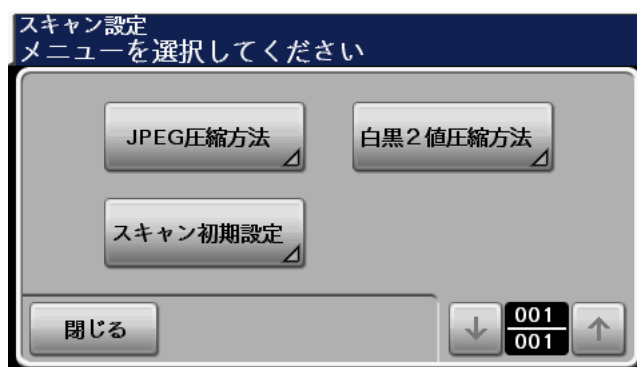 スキャン設定
メニューを選択してください
JPEG圧縮方法
白黒2値圧縮方法
スキャン初期設定
閉じる
001
001